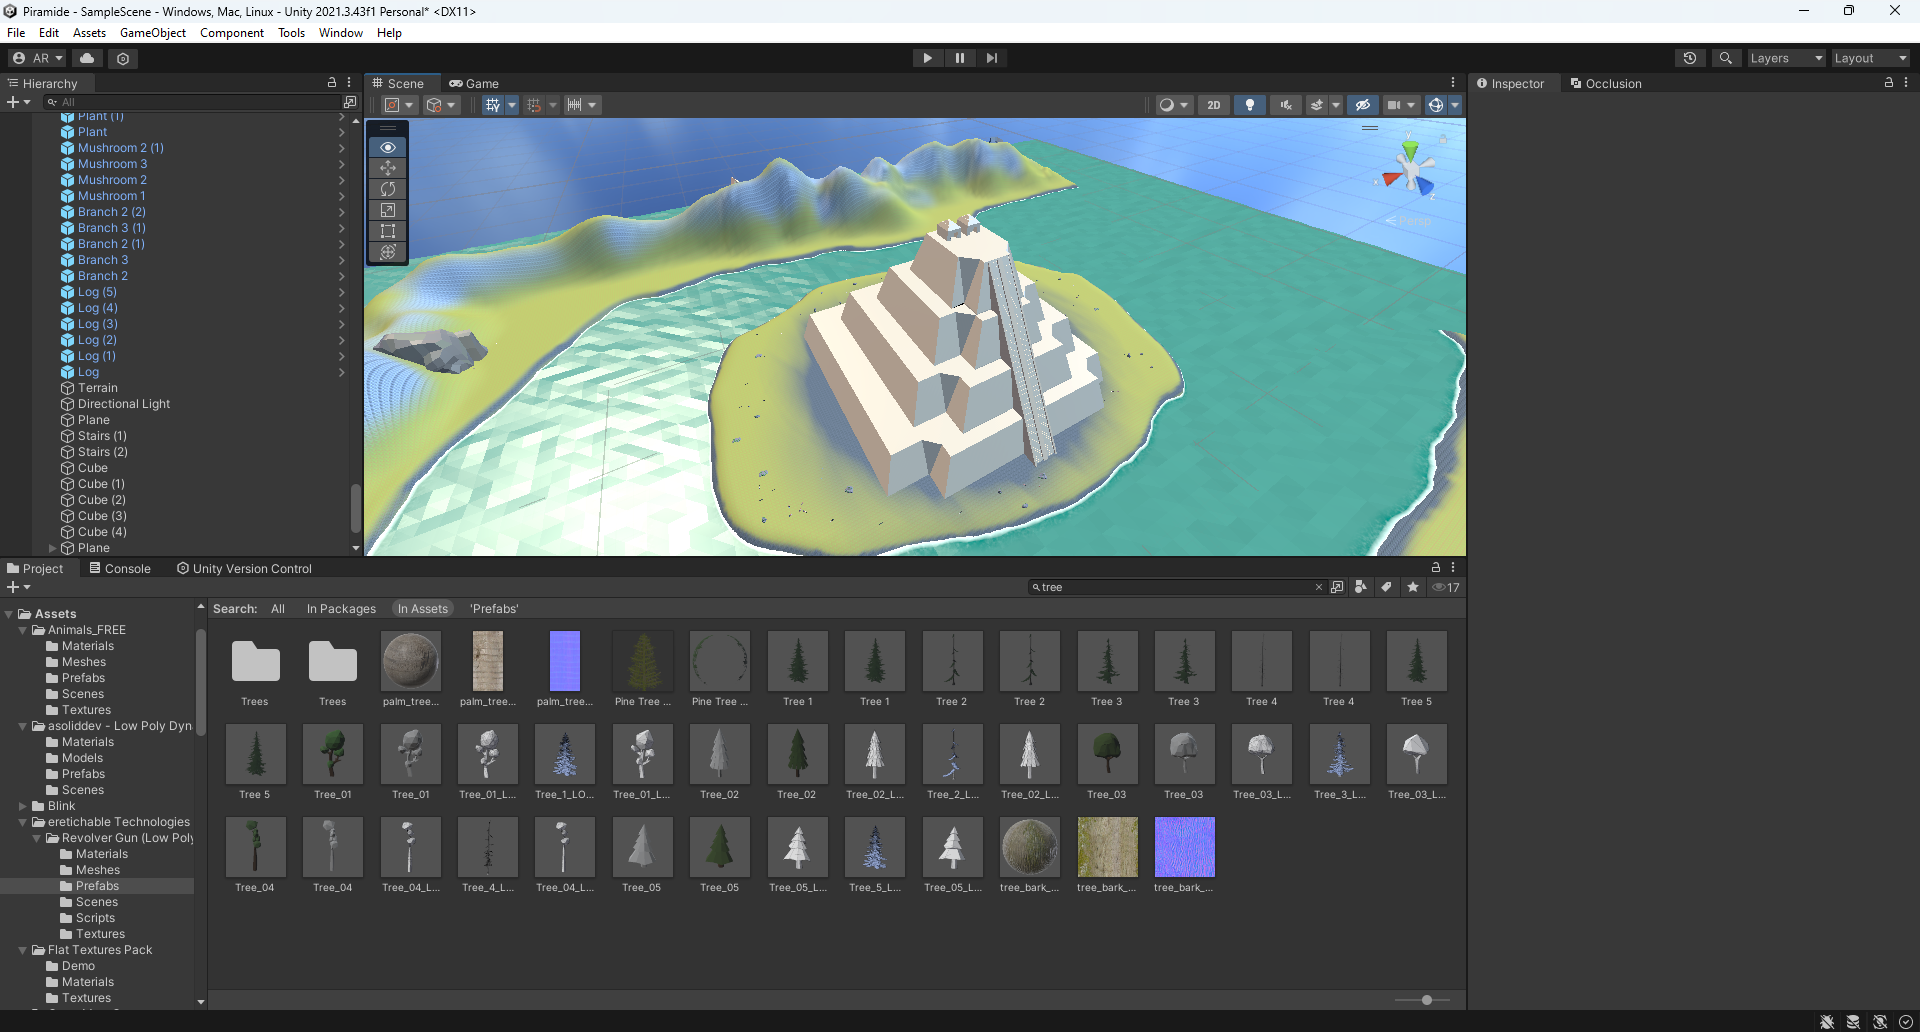 Piramide - SampleScene - Windows, Mac, Linux - Unity 2021.3.43f1 Personal* <DX11>
File Edit Assets GameObject Component Tools Window Help
AR Layers Layout
Hierarchy
All
Plant (1)
Plant
Mushroom 2 (1)
Mushroom 3
Mushroom 2
Mushroom 1
Branch 2 (2)
Branch 3 (1)
Branch 2 (1)
Branch 3
Branch 2
Log (5)
Log (4)
Log (3)
Log (2)
Log (1)
Log
Terrain
Directional Light
Plane
Stairs (1)
Stairs (2)
Cube
Cube (1)
Cube (2)
Cube (3)
Cube (4)
Plane
Scene Game
2D
y
x
z
Persp
Inspector Occlusion
Project Console Unity Version Control
tree
17
Assets
Animals_FREE
Materials
Meshes
Prefabs
Scenes
Textures
asoliddev - Low Poly Dyn
Materials
Models
Prefabs
Scenes
Blink
eretichable Technologies
Revolver Gun (Low Poly
Materials
Meshes
Prefabs
Scenes
Scripts
Textures
Flat Textures Pack
Demo
Materials
Textures
Search: All In Packages In Assets 'Prefabs'
Trees Trees palm_tree... palm_tree... palm_tree... Pine Tree ... Pine Tree ... Tree 1 Tree 1 Tree 2 Tree 2 Tree 3 Tree 3 Tree 4 Tree 4 Tree 5
Tree 5 Tree_01 Tree_01 Tree_01_L... Tree_1_LO... Tree_01_L... Tree_02 Tree_02 Tree_02_L... Tree_2_L... Tree_02_L... Tree_03 Tree_03 Tree_03_L... Tree_3_L... Tree_03_L...
Tree_04 Tree_04 Tree_04_L... Tree_4_L... Tree_04_L... Tree_05 Tree_05 Tree_05_L... Tree_5_L... Tree_05_L... tree_bark_... tree_bark_... tree_bark_...